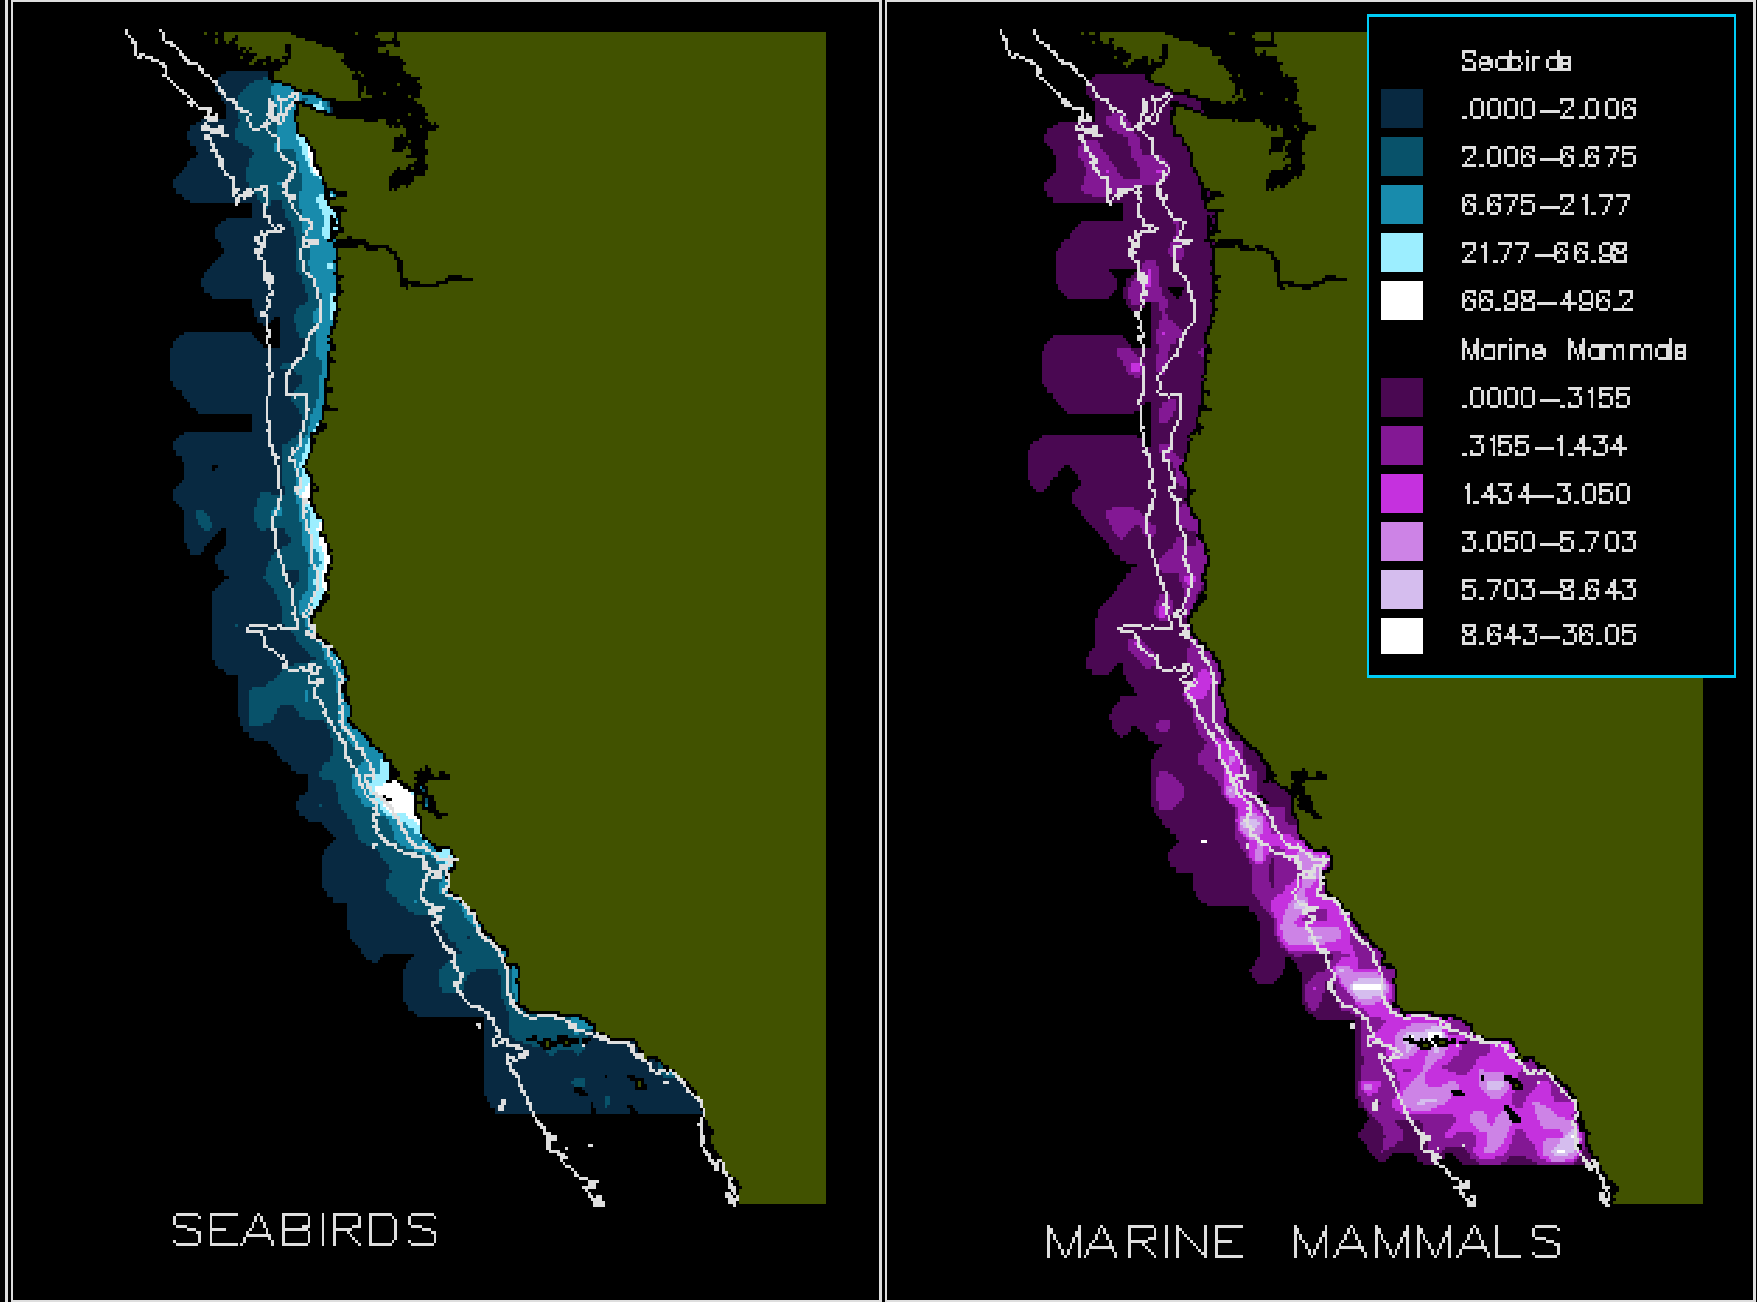 Seabirds
.0000–2.006
2.006–6.675
6.675–21.77
21.77–66.98
66.98–496.2
Marine Mammals
.0000–.3155
.3155–1.434
1.434–3.050
3.050–5.703
5.703–8.643
8.643–36.05
SEABIRDS
MARINE MAMMALS